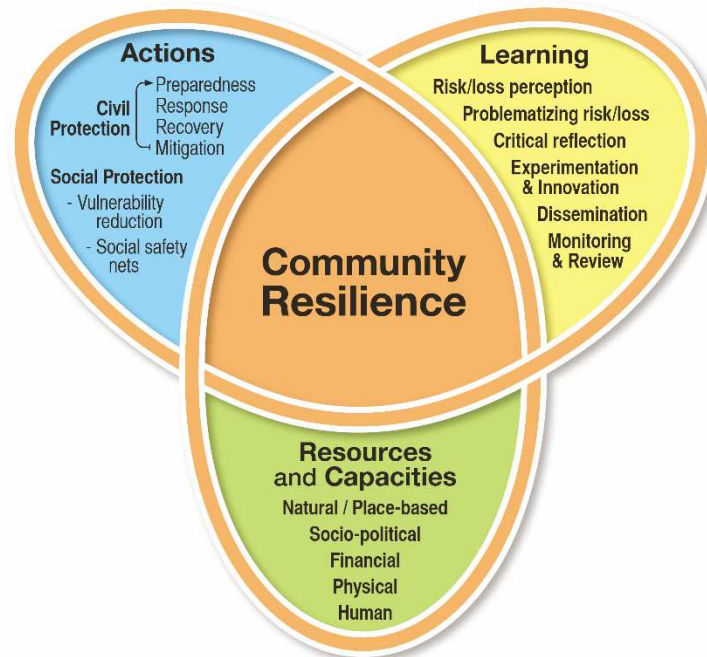 Actions
Civil
Protection
Preparedness
Response
Recovery
Mitigation
Social Protection
- Vulnerability
reduction
- Social safety
nets
Learning
Risk/loss perception
Problematizing risk/loss
Critical reflection
Experimentation
& Innovation
Dissemination
Monitoring
& Review
Community
Resilience
Resources
and Capacities
Natural / Place-based
Socio-political
Financial
Physical
Human